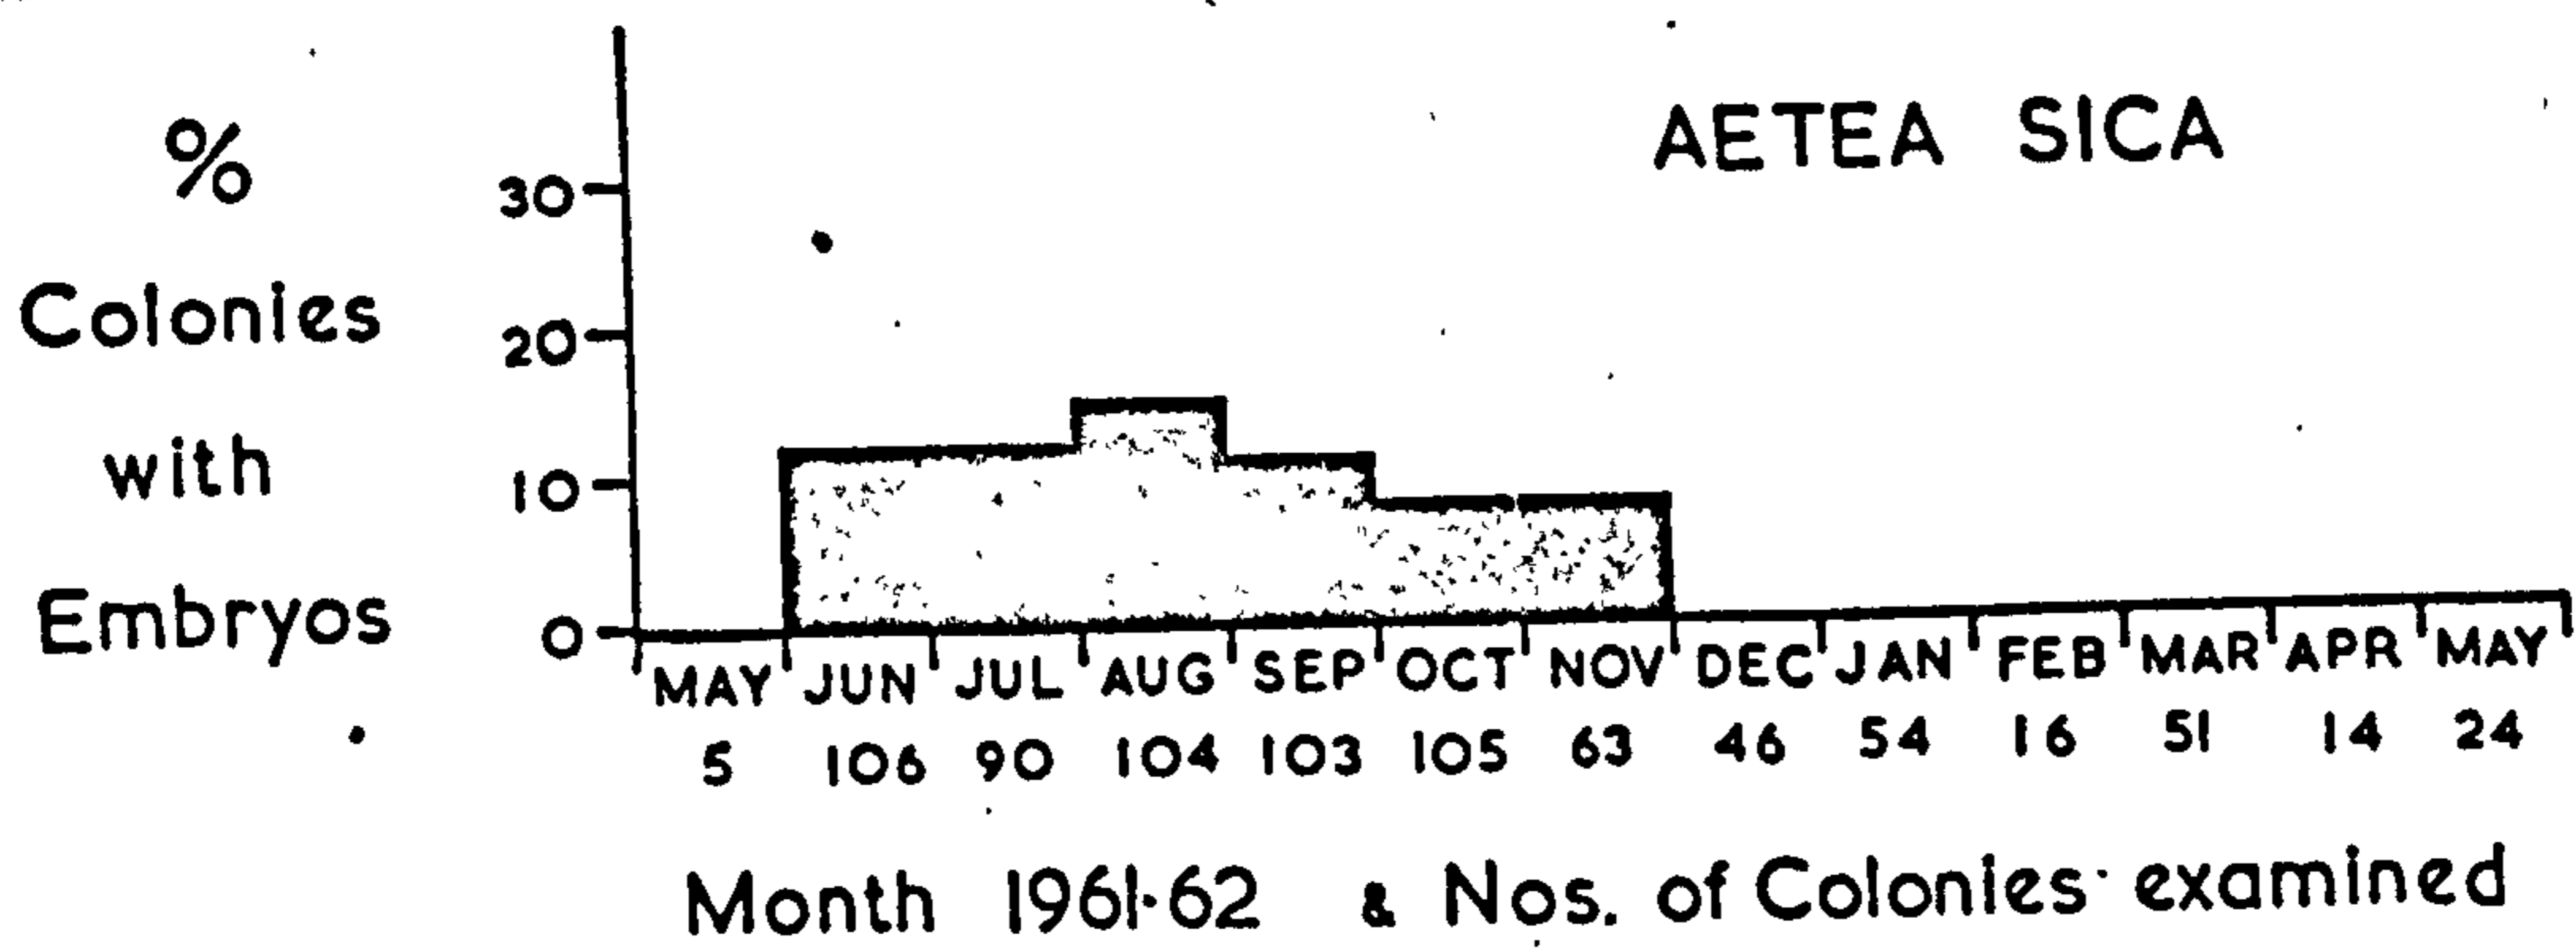 AETEA SICA
%
Colonies
with
Embryos
30
20
10
0
MAY JUN JUL AUG SEP OCT NOV DEC JAN FEB MAR APR MAY
5 106 90 104 103 105 63 46 54 16 51 14 24
Month 1961·62 & Nos. of Colonies examined